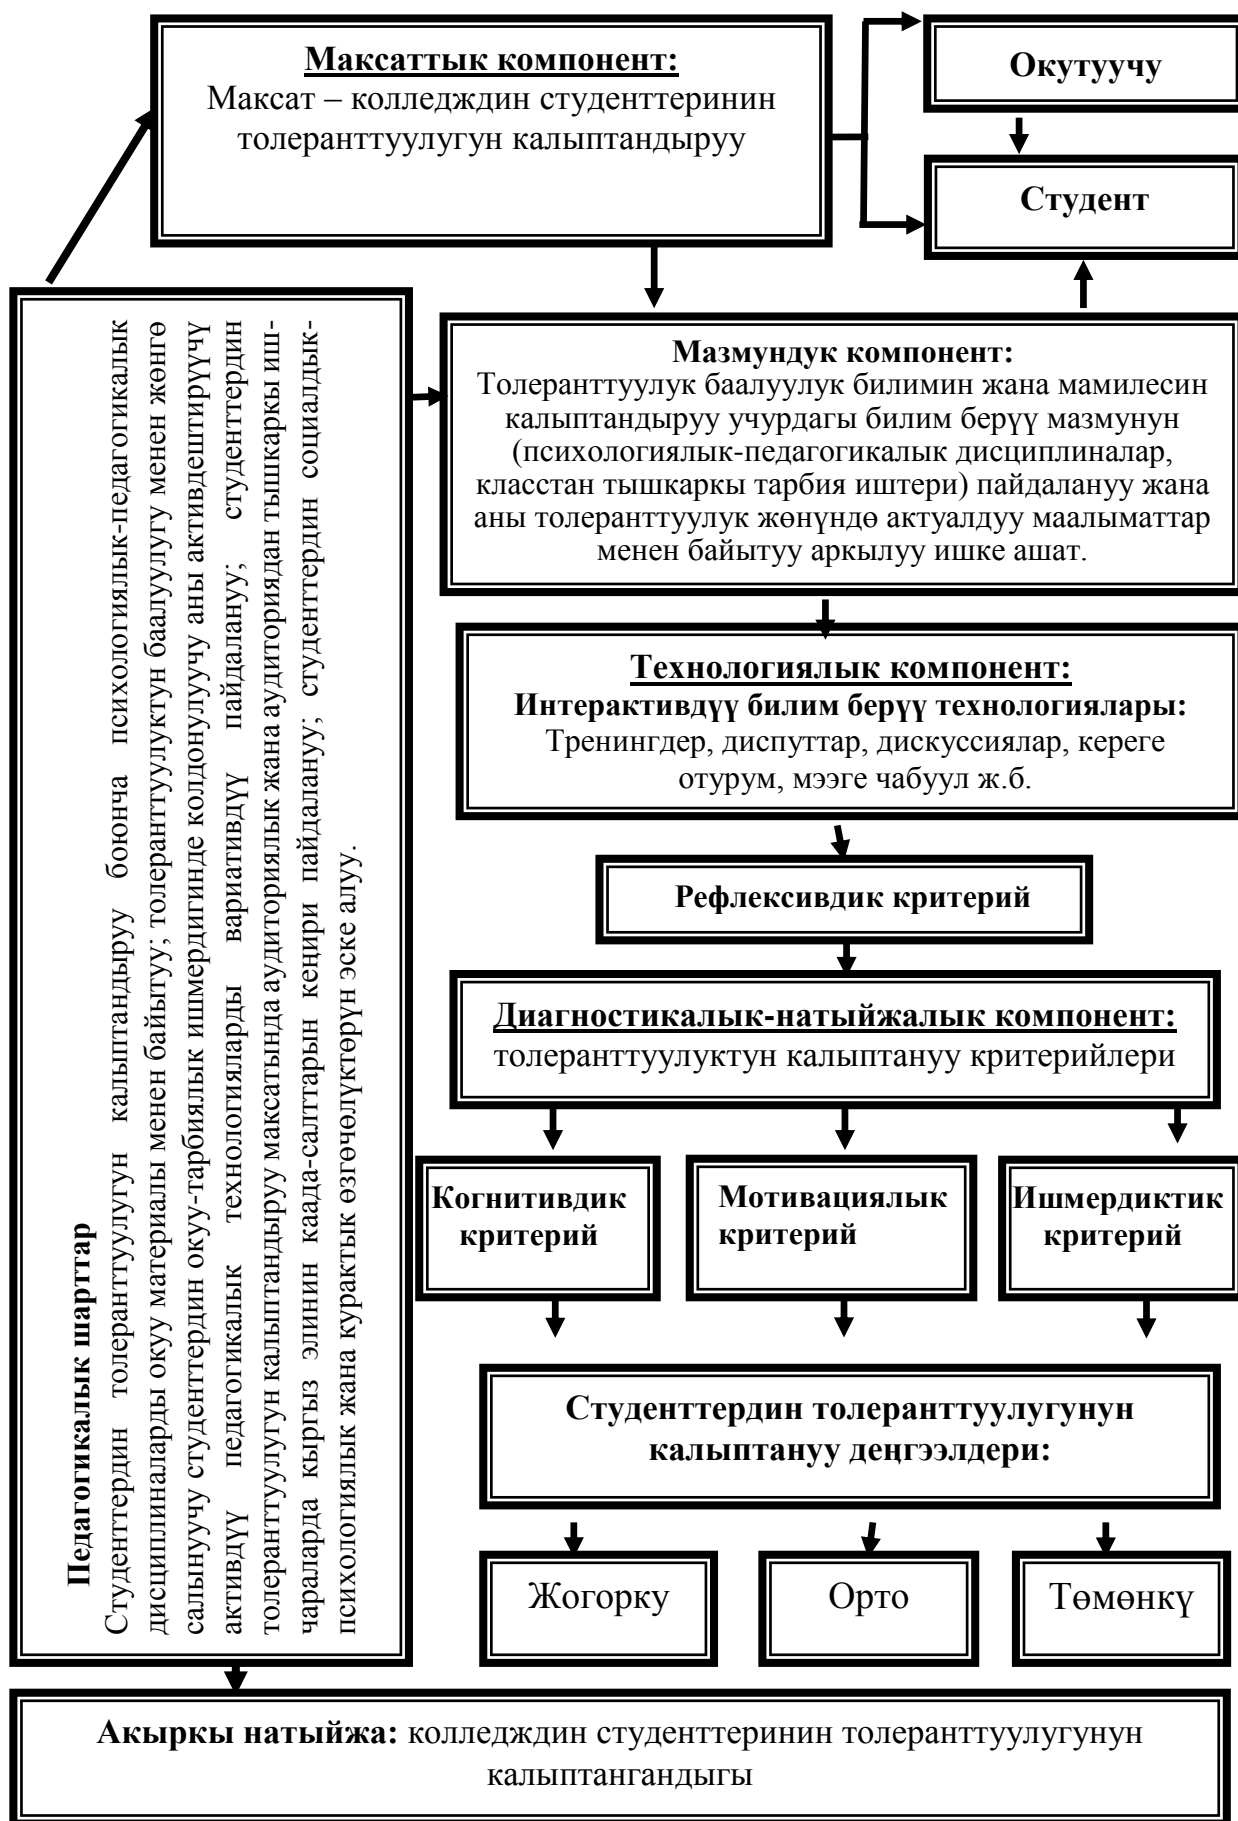 Максаттык компонент:
Максат – колледждин студенттеринин
толеранттуулугун калыптандыруу
Окутуучу
Студент
Педагогикалык шарттар
Студенттердин толеранттуулугун калыптандыруу боюнча психологиялык-педагогикалык
дисциплиналарды окуу материалы менен байытуу; толеранттуулуктун баалуулугу менен жөнгө
салынуучу студенттердин окуу-тарбиялык ишмердигинде колдонулуучу аны активдештирүүчү
активдүү педагогикалык технологияларды вариативдүү пайдалануу; студенттердин
толеранттуулугун калыптандыруу максатында аудиториялык жана аудиториядан тышкаркы иш-
чараларда кыргыз элинин каада-салттарын кеңири пайдалануу; студенттердин социалдык-
психологиялык жана курактык өзгөчөлүктөрүн эске алуу.
Мазмундук компонент:
Толеранттуулук баалуулук билимин жана мамилесин
калыптандыруу учурдагы билим берүү мазмунун
(психологиялык-педагогикалык дисциплиналар,
класстан тышкаркы тарбия иштери) пайдалануу жана
аны толеранттуулук жөнүндө актуалдуу маалыматтар
менен байытуу аркылуу ишке ашат.
Технологиялык компонент:
Интерактивдүү билим берүү технологиялары:
Тренингдер, диспуттар, дискуссиялар, кереге
отурум, мээге чабуул ж.б.
Рефлексивдик критерий
Диагностикалык-натыйжалык компонент:
толеранттуулуктун калыптануу критерийлери
Когнитивдик
критерий
Мотивациялык
критерий
Ишмердиктик
критерий
Студенттердин толеранттуулугунун
калыптануу деңгээлдери:
Жогорку
Орто
Төмөнкү
Акыркы натыйжа: колледждин студенттеринин толеранттуулугунун
калыптангандыгы